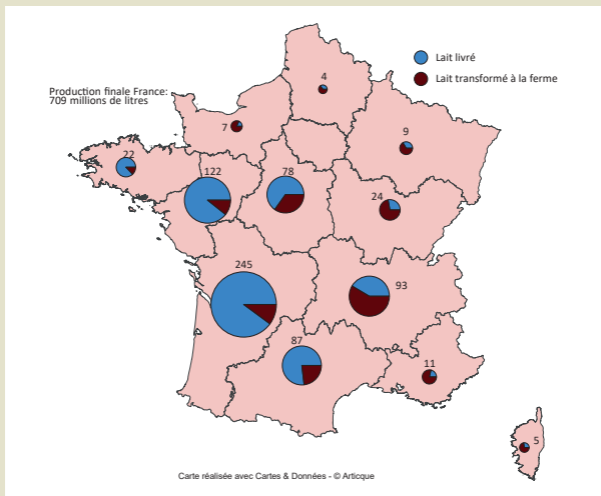 Lait livré
Lait transformé à la ferme
Production finale France:
709 millions de litres
4
7
9
22
122
78
24
245
93
87
11
5
Carte réalisée avec Cartes & Données - © Articque